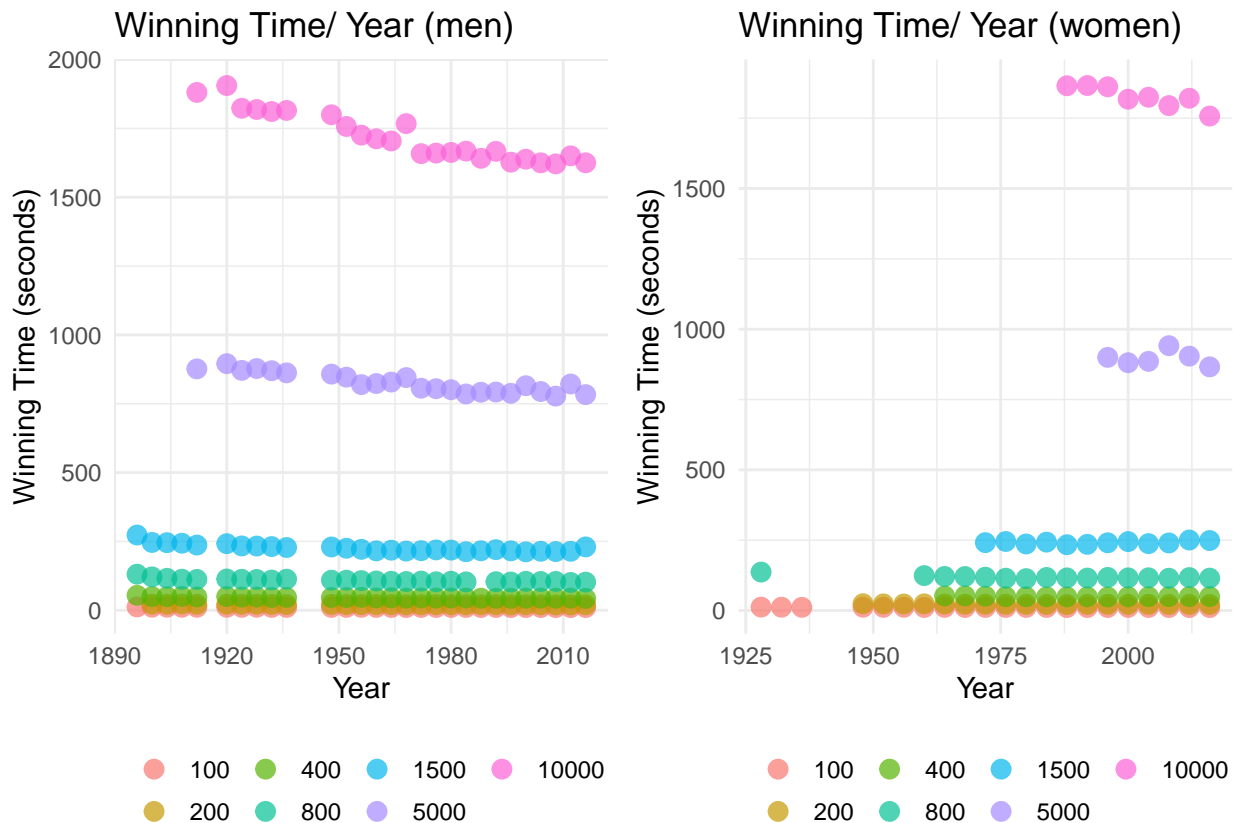 Winning Time/ Year (men)
Winning Time (seconds)
2000
1500
1000
500
0
1890 1920 1950 1980 2010
Year
100 400 1500 10000
200 800 5000
Winning Time/ Year (women)
Winning Time (seconds)
1500
1000
500
0
1925 1950 1975 2000
Year
100 400 1500 10000
200 800 5000